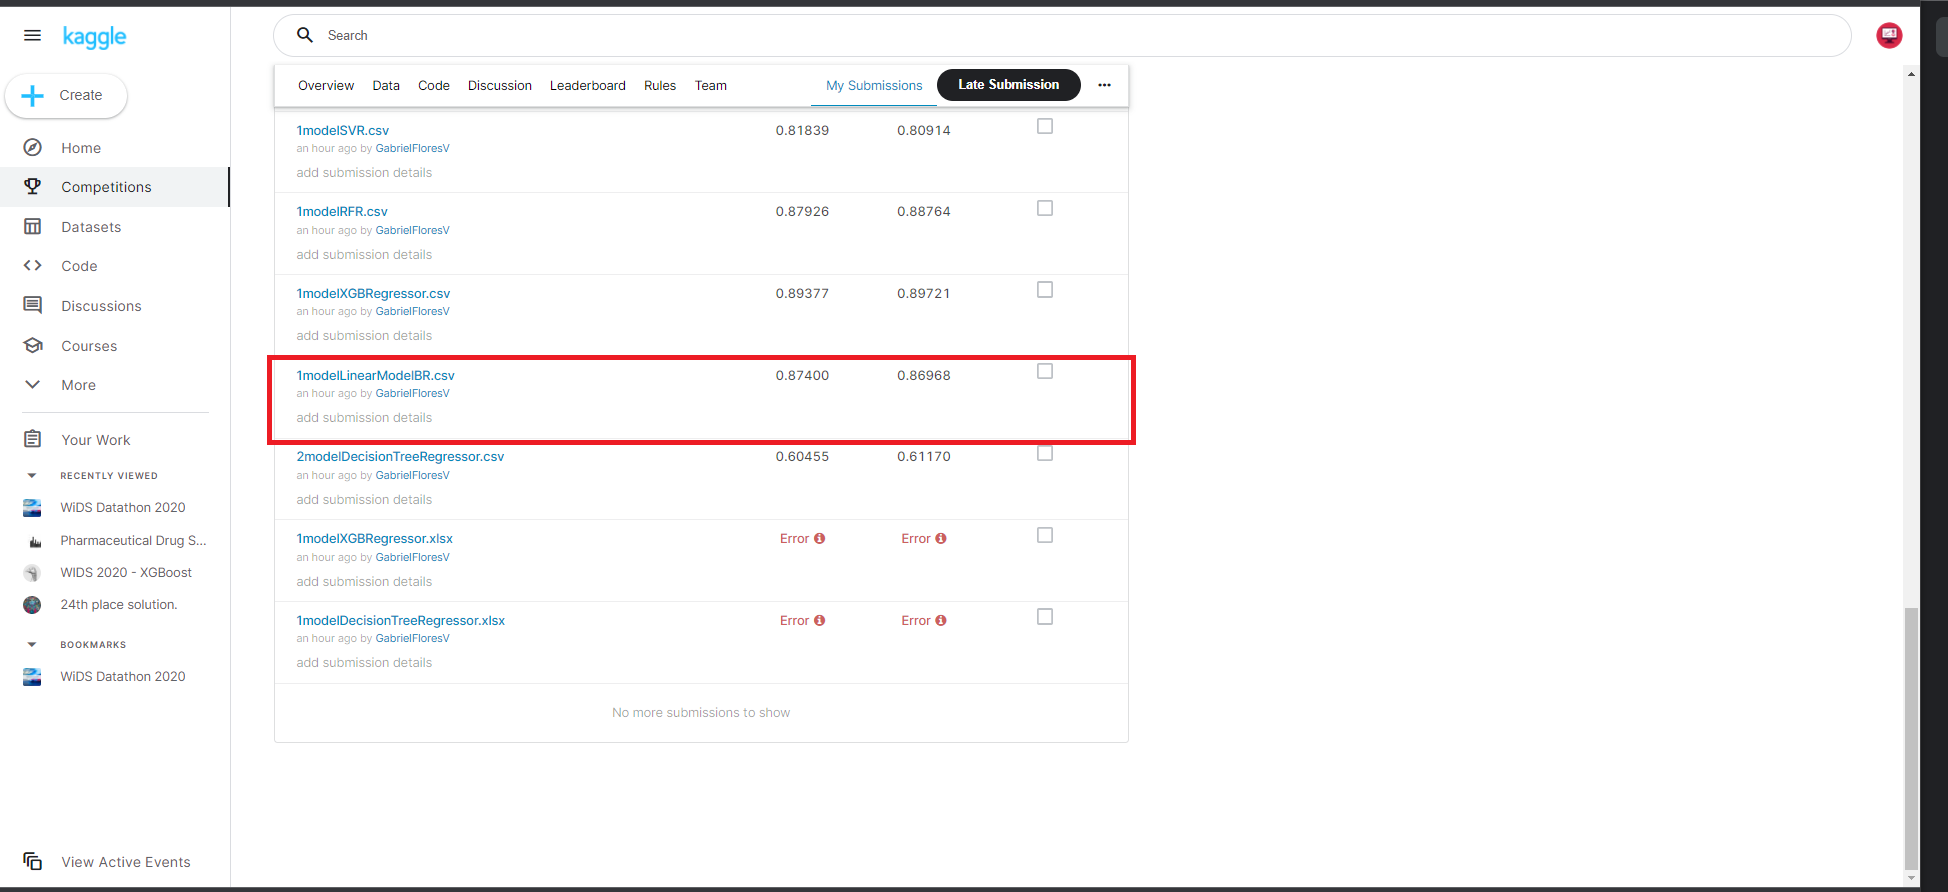 kaggle
Search
Create
Overview Data Code Discussion Leaderboard Rules Team My Submissions Late Submission
Home
Competitions
Datasets
Code
Discussions
Courses
More
Your Work
RECENTLY VIEWED
WiDS Datathon 2020
Pharmaceutical Drug S...
WIDS 2020 - XGBoost
24th place solution.
BOOKMARKS
WiDS Datathon 2020
View Active Events
1modelSVR.csv 0.81839 0.80914
an hour ago by GabrielFloresV
add submission details
1modelRFR.csv 0.87926 0.88764
an hour ago by GabrielFloresV
add submission details
1modelXGBRegressor.csv 0.89377 0.89721
an hour ago by GabrielFloresV
add submission details
1modelLinearModelBR.csv 0.87400 0.86968
an hour ago by GabrielFloresV
add submission details
2modelDecisionTreeRegressor.csv 0.60455 0.61170
an hour ago by GabrielFloresV
add submission details
1modelXGBRegressor.xlsx Error Error
an hour ago by GabrielFloresV
add submission details
1modelDecisionTreeRegressor.xlsx Error Error
an hour ago by GabrielFloresV
add submission details
No more submissions to show